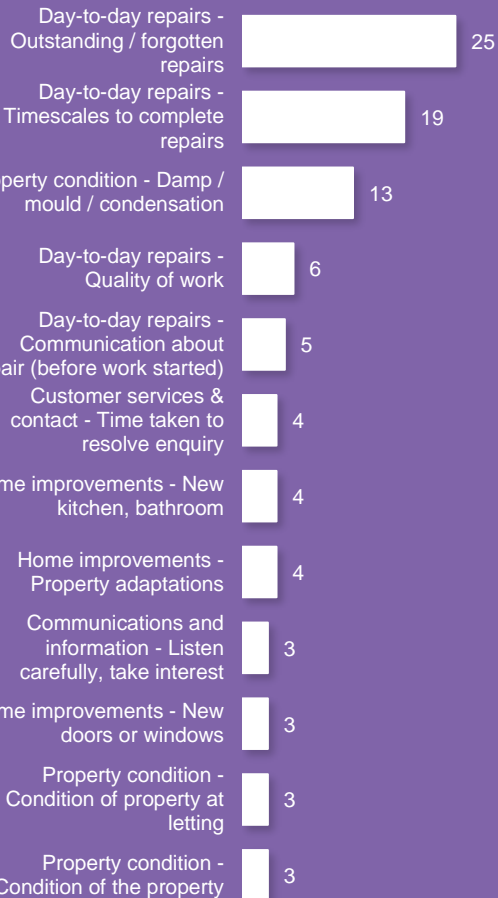 Day-to-day repairs -
Outstanding / forgotten
repairs
25
Day-to-day repairs -
Timescales to complete
repairs
19
perty condition - Damp /
mould / condensation
13
Day-to-day repairs -
Quality of work
6
Day-to-day repairs -
Communication about
pair (before work started)
5
Customer services &
contact - Time taken to
resolve enquiry
4
me improvements - New
kitchen, bathroom
4
Home improvements -
Property adaptations
4
Communications and
information - Listen
carefully, take interest
3
me improvements - New
doors or windows
3
Property condition -
Condition of property at
letting
3
Property condition -
Condition of the property
3